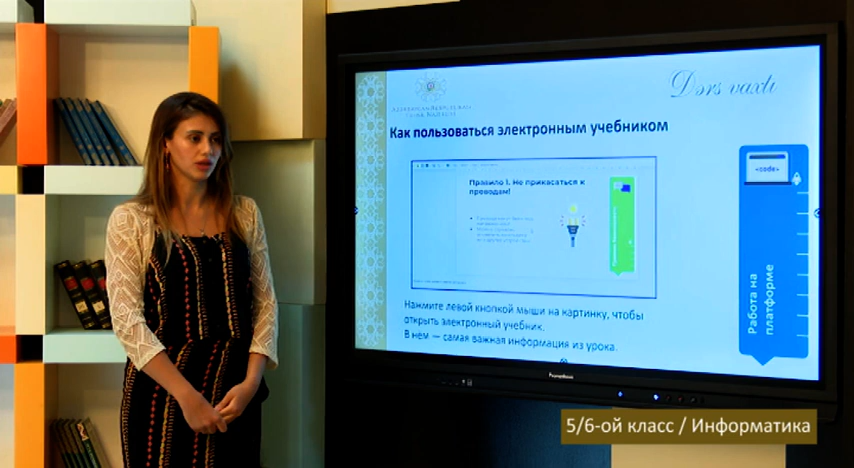 Dərs vaxtı
Как пользоваться электронным учебником
Правило 1. Не прикасаться к
проводам!
<code>
Нажмите левой кнопкой мыши на картинку, чтобы
открыть электронный учебник.
В нем — самая важная информация из урока.
Работа на
платформе
5/6-ой класс / Информатика